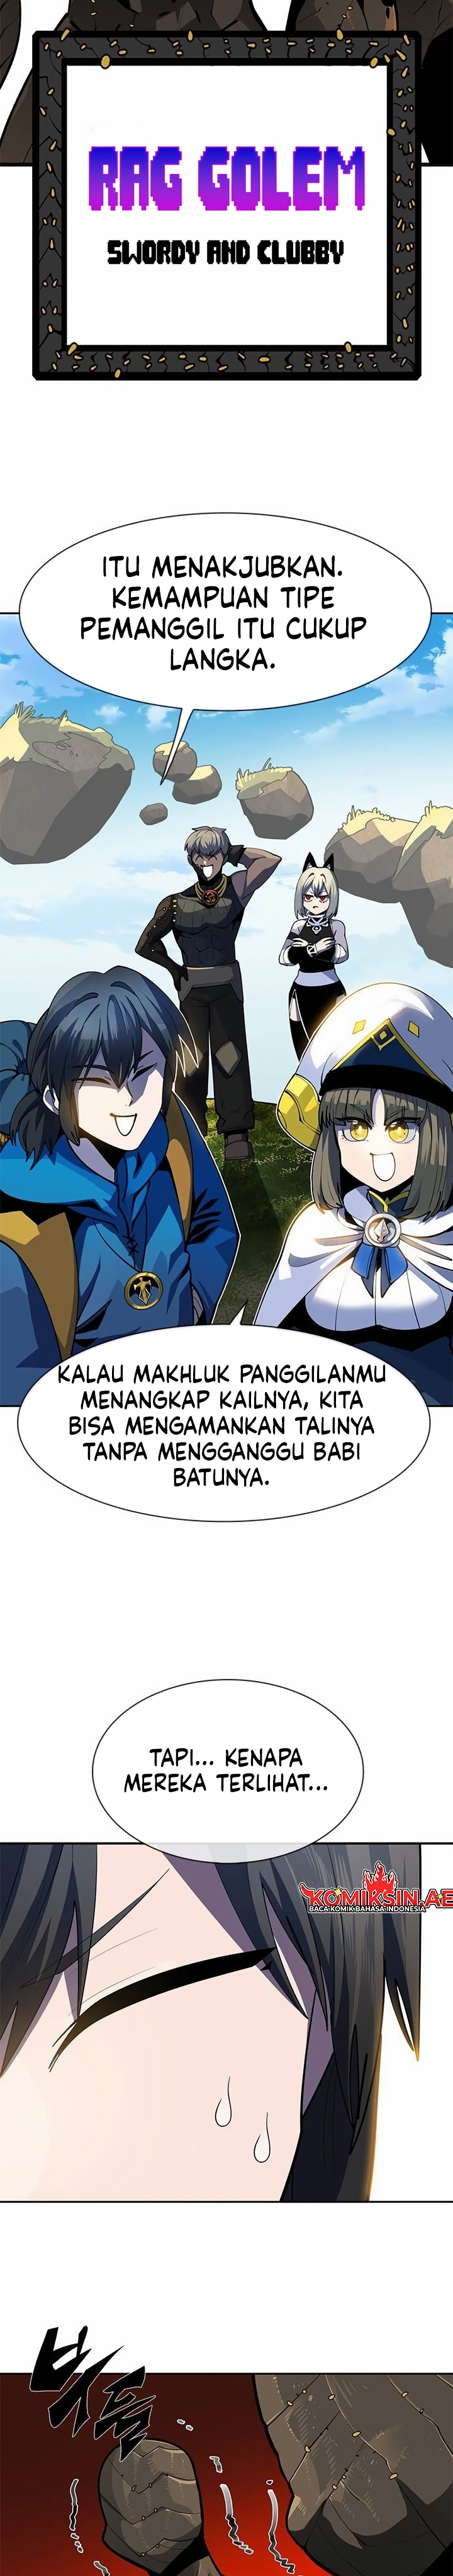 RAG GOLEM
SWORDY AND CLUBBY
ITU MENAKJUBKAN.
KEMAMPUAN TIPE
PEMANGGIL ITU CUKUP
LANGKA.
KALAU MAKHLUK PANGGILANMU
MENANGKAP KAILNYA, KITA
BISA MENGAMANKAN TALINYA
TANPA MENGGANGGU BABI
BATUNYA.
TAPI... KENAPA
MEREKA TERLIHAT...
KOMIKSIN.AE
BACA KOMIK BAHASA INDONESIA